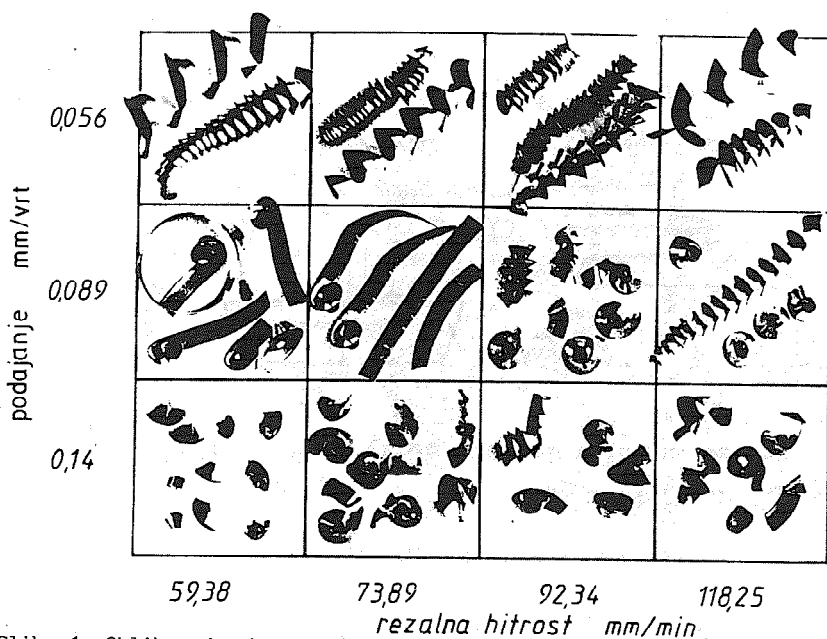 0,056
0,089
0,14
podajanje mm/vrt
59,38 73,89 92,34 118,25
rezalna hitrost mm/min